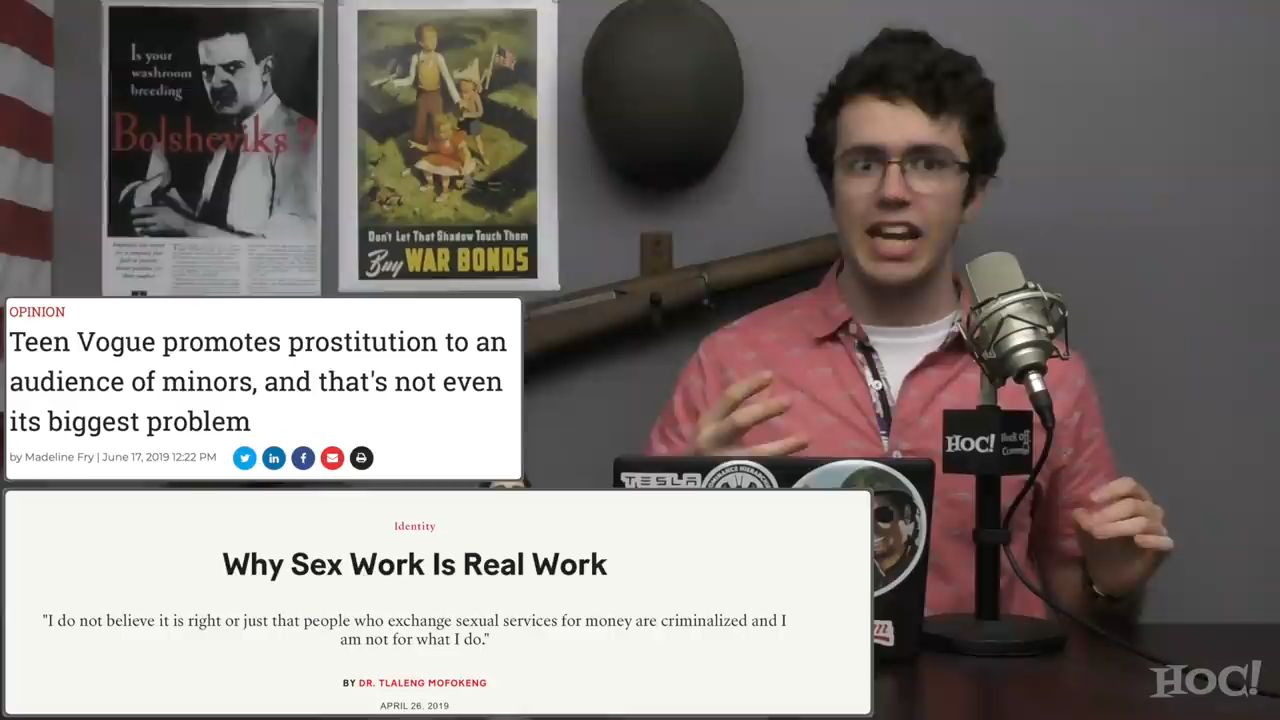 Is your
washroom
breeding
Bolsheviks?
Don't Let That Shadow Touch Them
Buy WAR BONDS
OPINION
Teen Vogue promotes prostitution to an
audience of minors, and that's not even
its biggest problem
by Madeline Fry | June 17, 2019 12:22 PM
Identity
Why Sex Work Is Real Work
"I do not believe it is right or just that people who exchange sexual services for money are criminalized and I
am not for what I do."
BY DR. TLALENG MOFOKENG
APRIL 26, 2019
TESLA
HOC!
HOC!